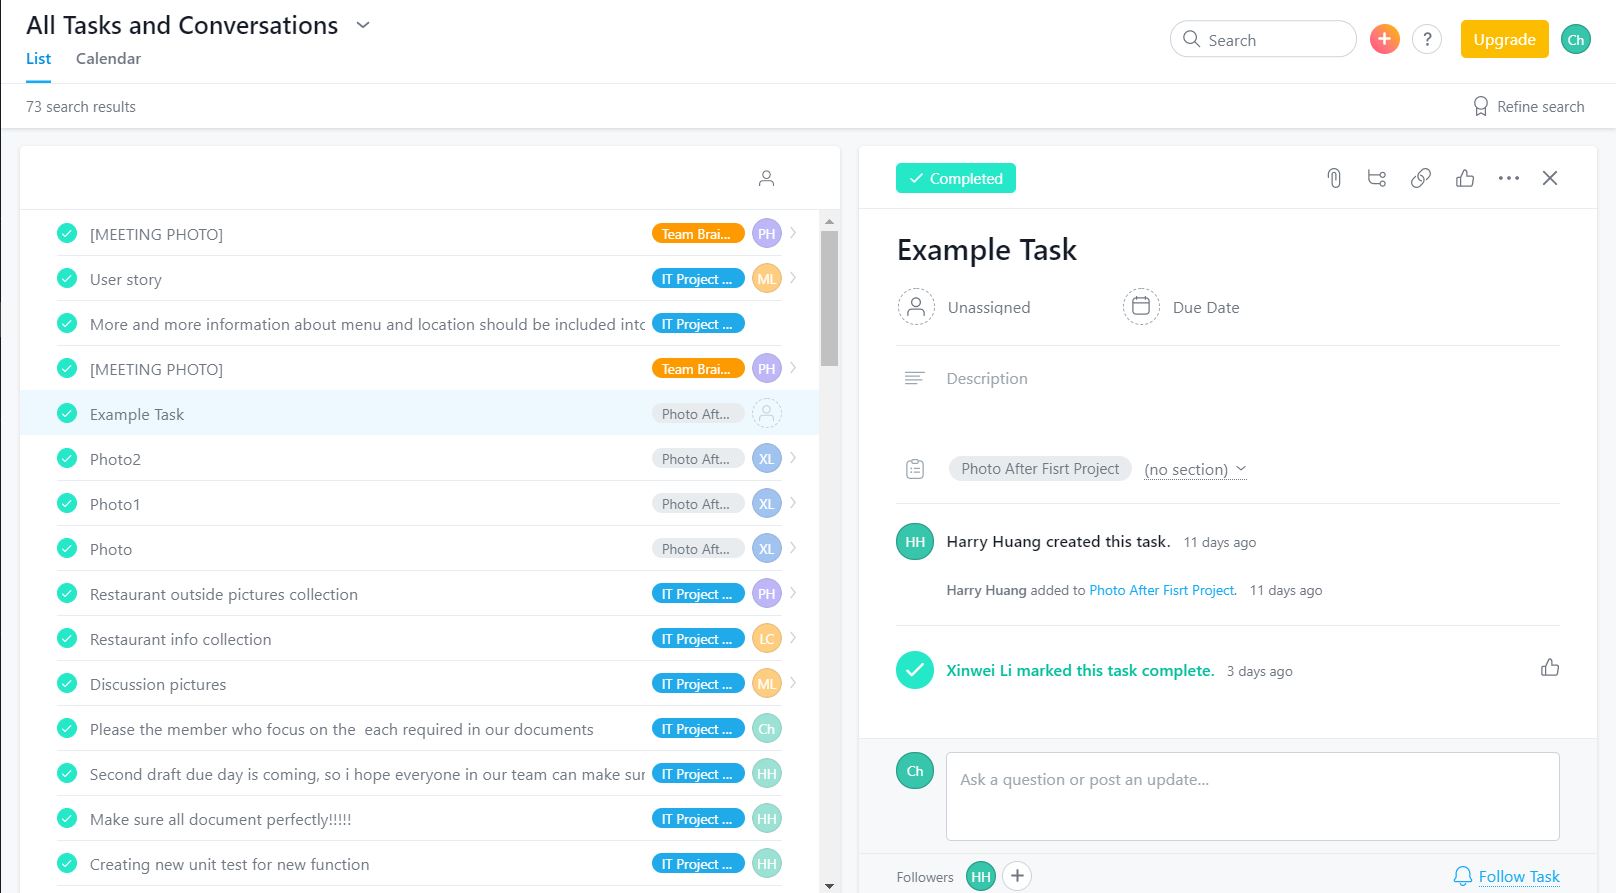 All Tasks and Conversations
List Calendar
Search
+
?
Upgrade
Ch
73 search results
Refine search
[MEETING PHOTO] Team Brai... PH
User story IT Project ... ML
More and more information about menu and location should be included into IT Project ...
[MEETING PHOTO] Team Brai... PH
Example Task Photo Aft...
Photo2 Photo Aft... XL
Photo1 Photo Aft... XL
Photo Photo Aft... XL
Restaurant outside pictures collection IT Project ... PH
Restaurant info collection IT Project ... LC
Discussion pictures IT Project ... ML
Please the member who focus on the  each required in our documents IT Project ... Ch
Second draft due day is coming, so i hope everyone in our team can make sur IT Project ... HH
Make sure all document perfectly!!!!! IT Project ... HH
Creating new unit test for new function IT Project ... HH
Completed
Example Task
Unassigned Due Date
Description
Photo After Fisrt Project (no section)
HH Harry Huang created this task. 11 days ago
Harry Huang added to Photo After Fisrt Project. 11 days ago
Xinwei Li marked this task complete. 3 days ago
Ch Ask a question or post an update...
Followers HH + Follow Task